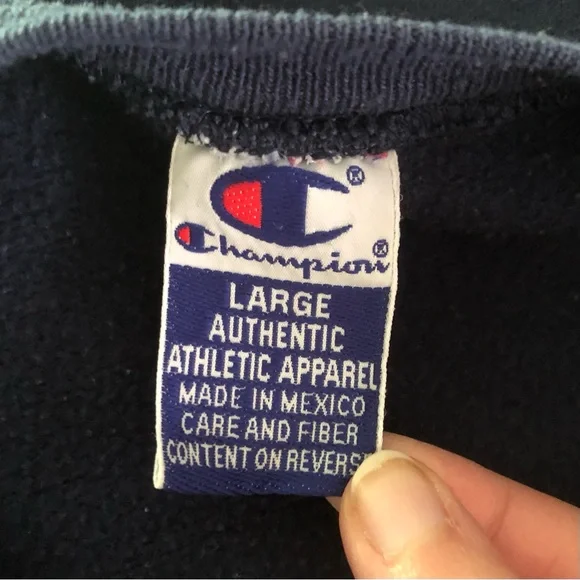 Champion®
LARGE
AUTHENTIC
ATHLETIC APPAREL
MADE IN MEXICO
CARE AND FIBER
CONTENT ON REVERS